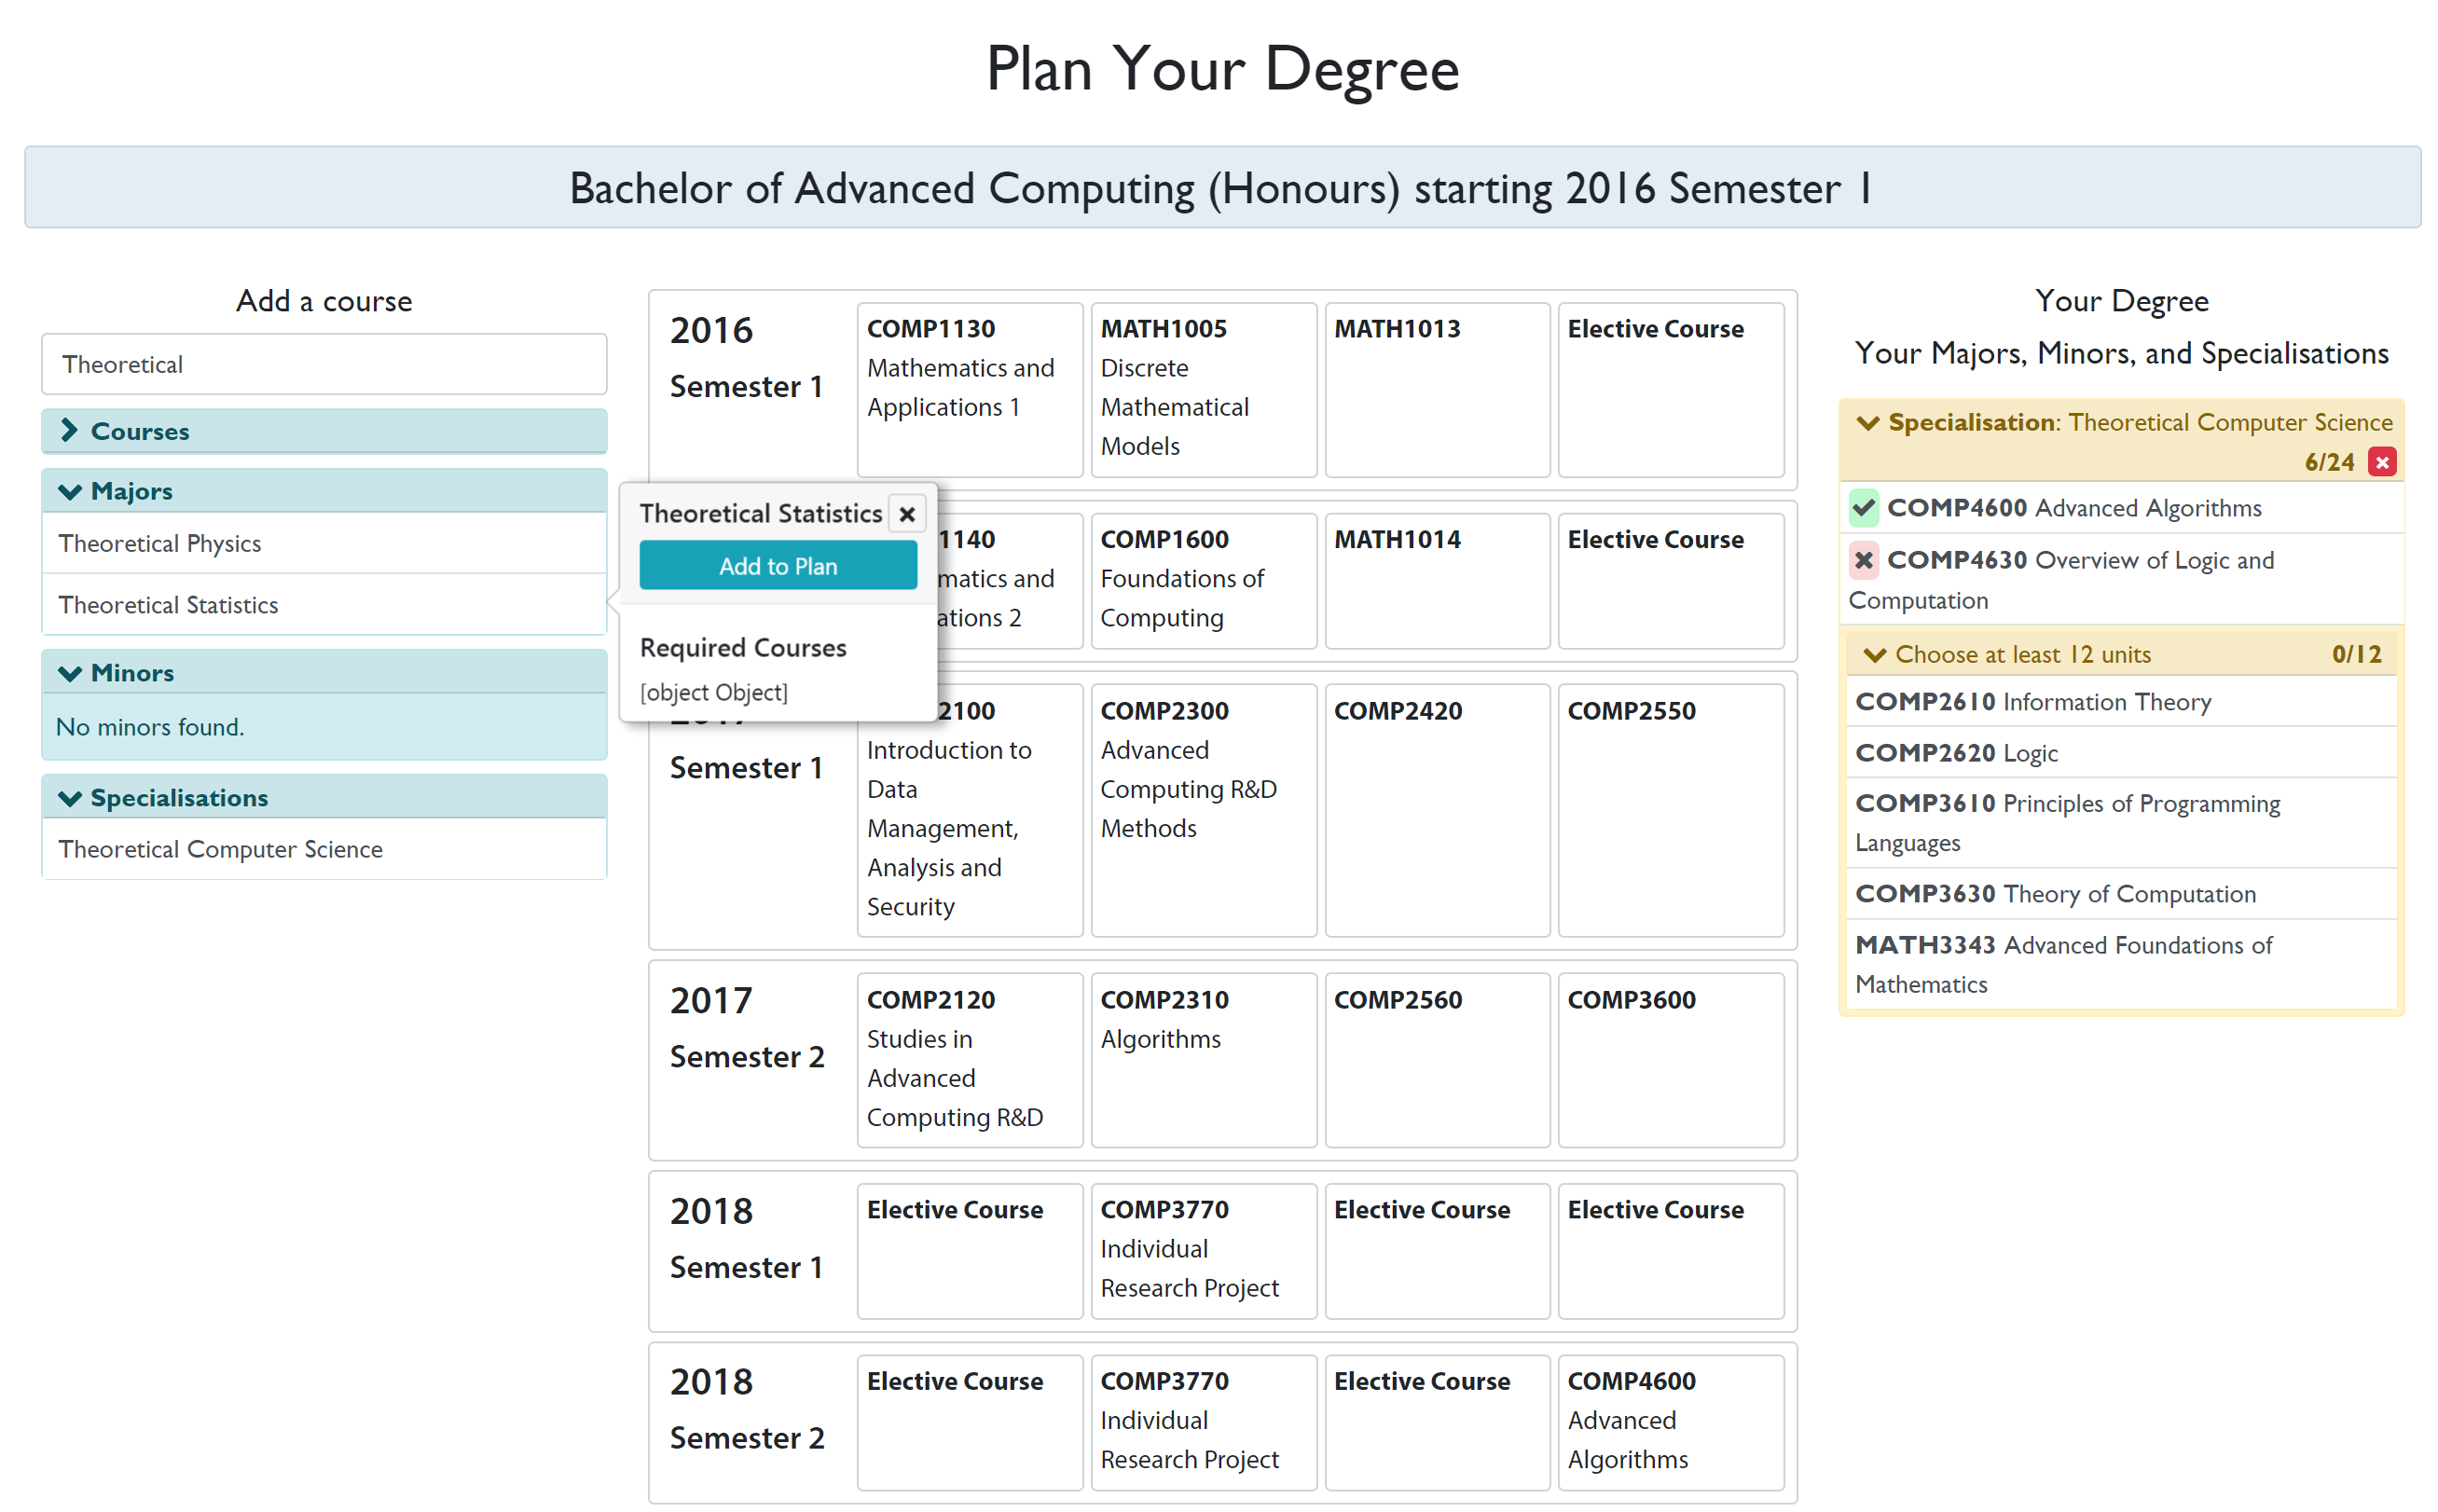 Plan Your Degree
Bachelor of Advanced Computing (Honours) starting 2016 Semester 1
Add a course
Theoretical
Courses
Majors
Theoretical Physics
Theoretical Statistics
Minors
No minors found.
Specialisations
Theoretical Computer Science
Theoretical Statistics
Add to Plan
Required Courses
[object Object]
2016
Semester 1
COMP1130
Mathematics and
Applications 1
MATH1005
Discrete
Mathematical
Models
MATH1013
Elective Course
1140
matics and
ations 2
COMP1600
Foundations of
Computing
MATH1014
Elective Course
Semester 1
2100
Introduction to
Data
Management,
Analysis and
Security
COMP2300
Advanced
Computing R&D
Methods
COMP2420
COMP2550
2017
Semester 2
COMP2120
Studies in
Advanced
Computing R&D
COMP2310
Algorithms
COMP2560
COMP3600
2018
Semester 1
Elective Course
COMP3770
Individual
Research Project
Elective Course
Elective Course
2018
Semester 2
Elective Course
COMP3770
Individual
Research Project
Elective Course
COMP4600
Advanced
Algorithms
Your Degree
Your Majors, Minors, and Specialisations
Specialisation: Theoretical Computer Science
6/24
COMP4600 Advanced Algorithms
COMP4630 Overview of Logic and
Computation
Choose at least 12 units 0/12
COMP2610 Information Theory
COMP2620 Logic
COMP3610 Principles of Programming
Languages
COMP3630 Theory of Computation
MATH3343 Advanced Foundations of
Mathematics